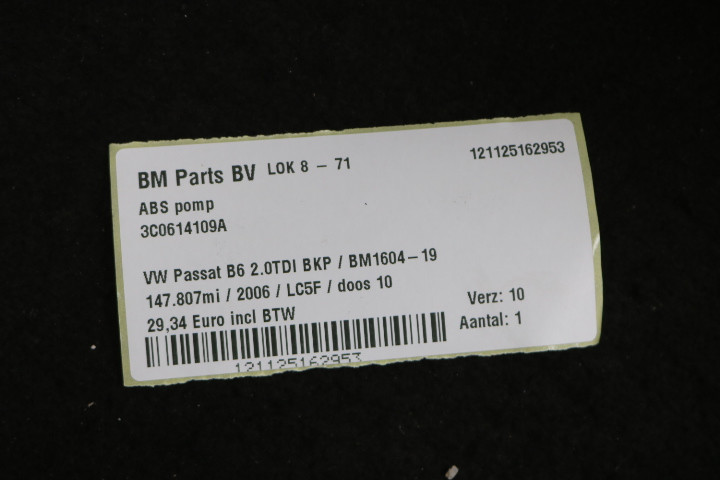 BM Parts BV LOK 8 - 71 121125162953
ABS pomp
3C0614109A
VW Passat B6 2.0TDI BKP / BM1604-19
147.807mi / 2006 / LC5F / doos 10
Verz: 10
29,34 Euro incl BTW
Aantal: 1
121125162953